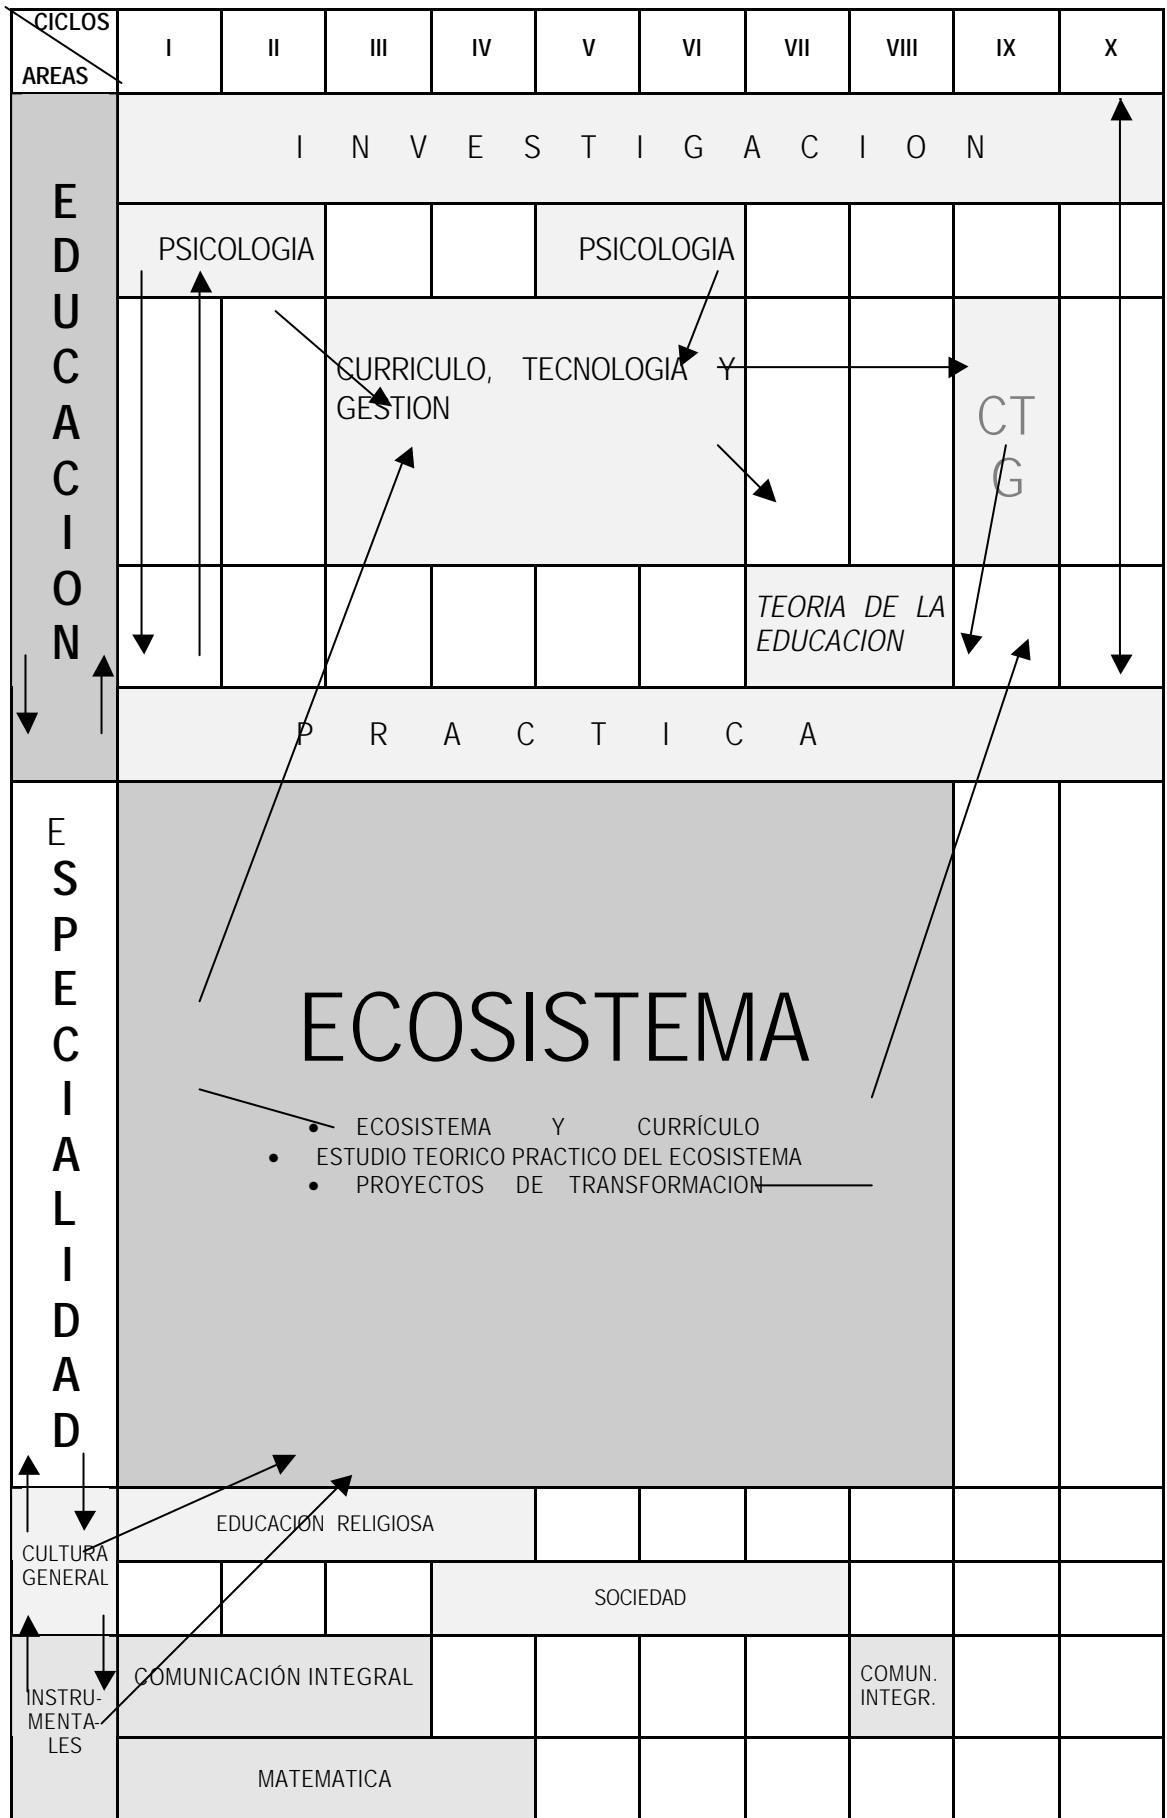 CICLOS
AREAS
I II III IV V VI VII VIII IX X
EDUCACION
I N V E S T I G A C I O N
PSICOLOGIA
PSICOLOGIA
CURRICULO, TECNOLOGIA Y
GESTION
CT
G
TEORIA DE LA
EDUCACION
P R A C T I C A
ESPECIALIDAD
ECOSISTEMA
• ECOSISTEMA Y CURRÍCULO
• ESTUDIO TEORICO PRACTICO DEL ECOSISTEMA
• PROYECTOS DE TRANSFORMACION
CULTURA
GENERAL
EDUCACION RELIGIOSA
SOCIEDAD
INSTRU-
MENTA-
LES
COMUNICACIÓN INTEGRAL
COMUN.
INTEGR.
MATEMATICA